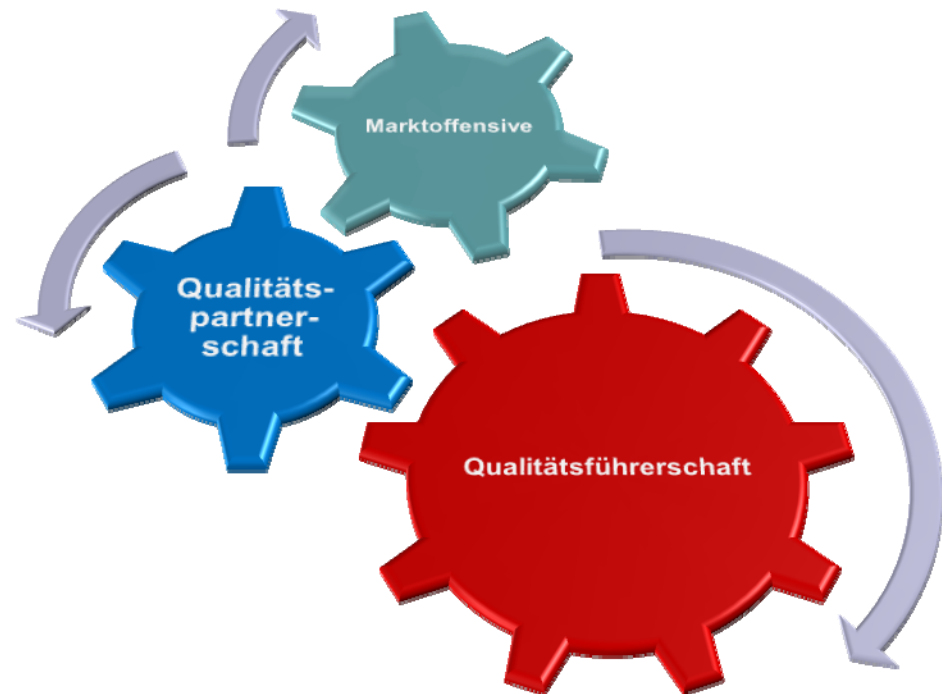 Marktoffensive
Qualitäts-
partner-
schaft
Qualitätsführerschaft